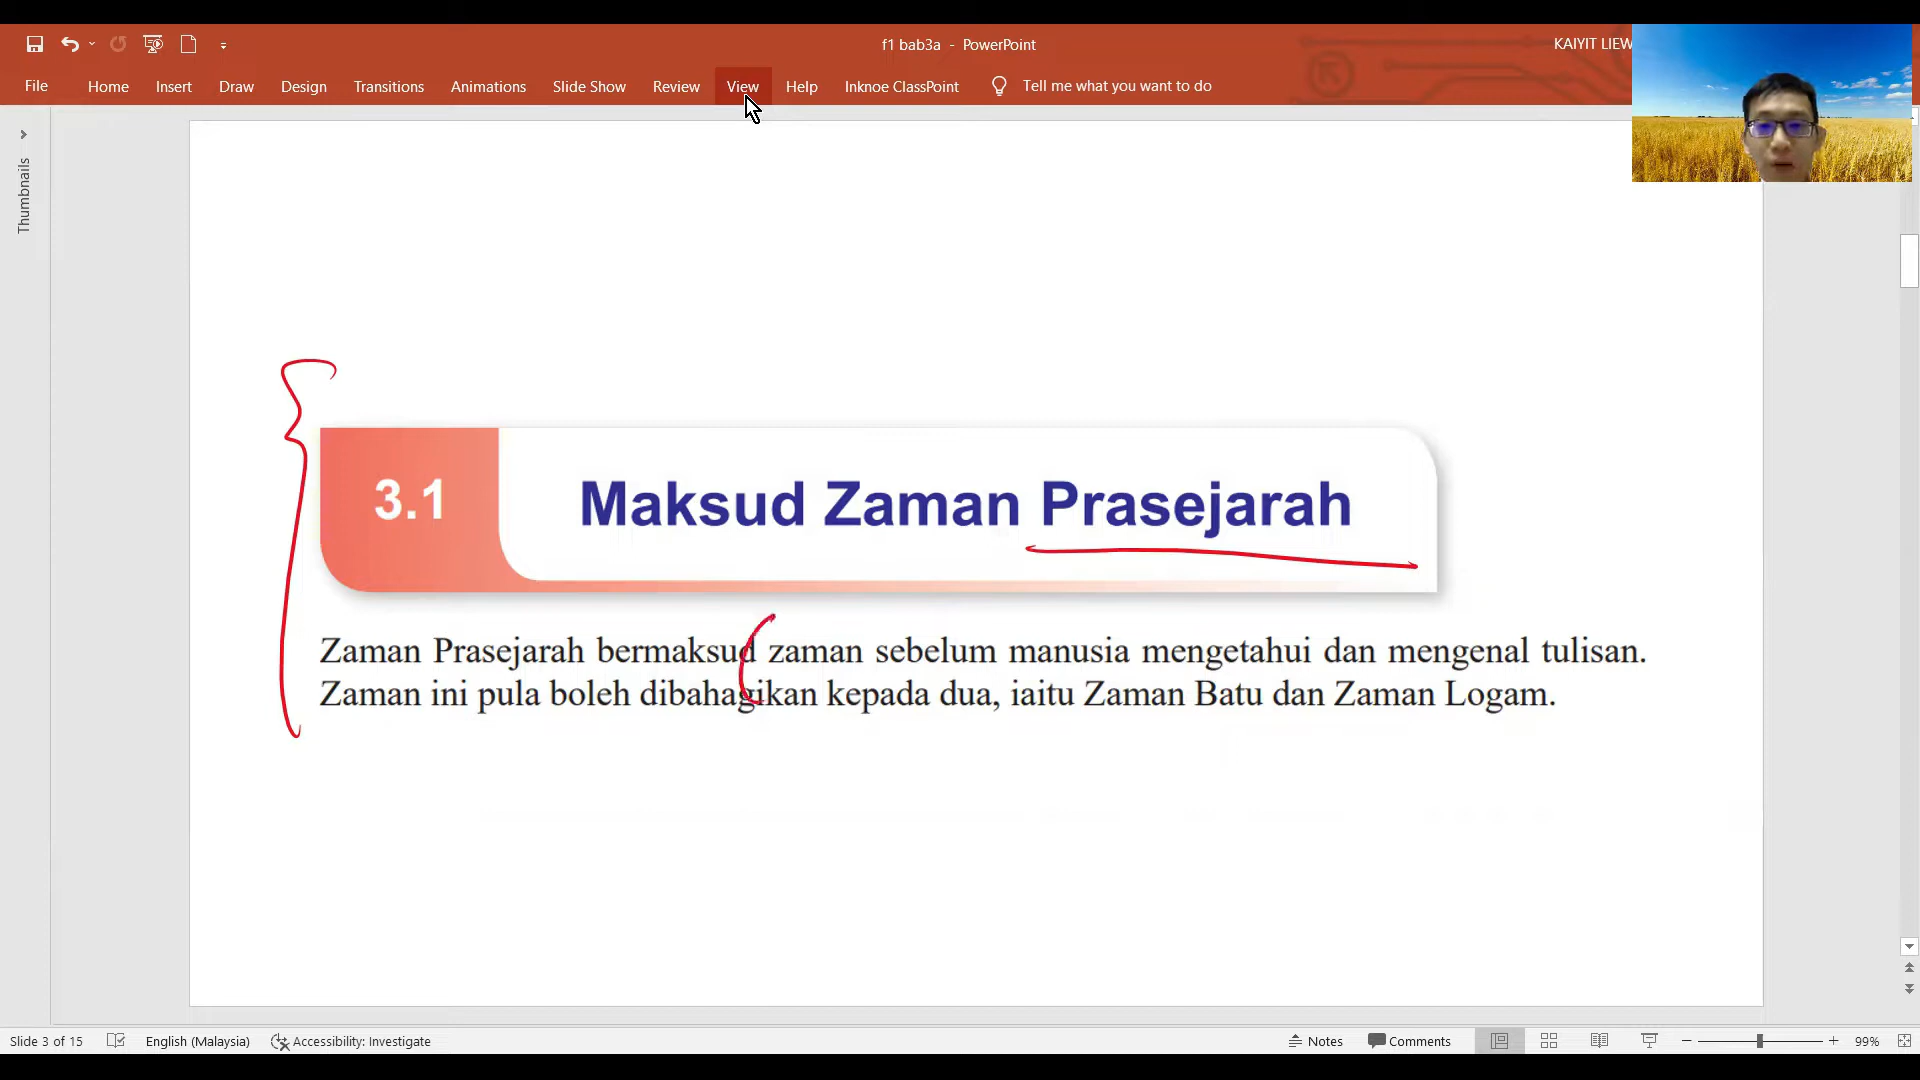 f1 bab3a - PowerPoint
KAIYIT LIEW
File Home Insert Draw Design Transitions Animations Slide Show Review View Help Inknoe ClassPoint Tell me what you want to do
Thumbnails
3.1 Maksud Zaman Prasejarah
Zaman Prasejarah bermaksud zaman sebelum manusia mengetahui dan mengenal tulisan.
Zaman ini pula boleh dibahagikan kepada dua, iaitu Zaman Batu dan Zaman Logam.
Slide 3 of 15 English (Malaysia) Accessibility: Investigate Notes Comments 99%